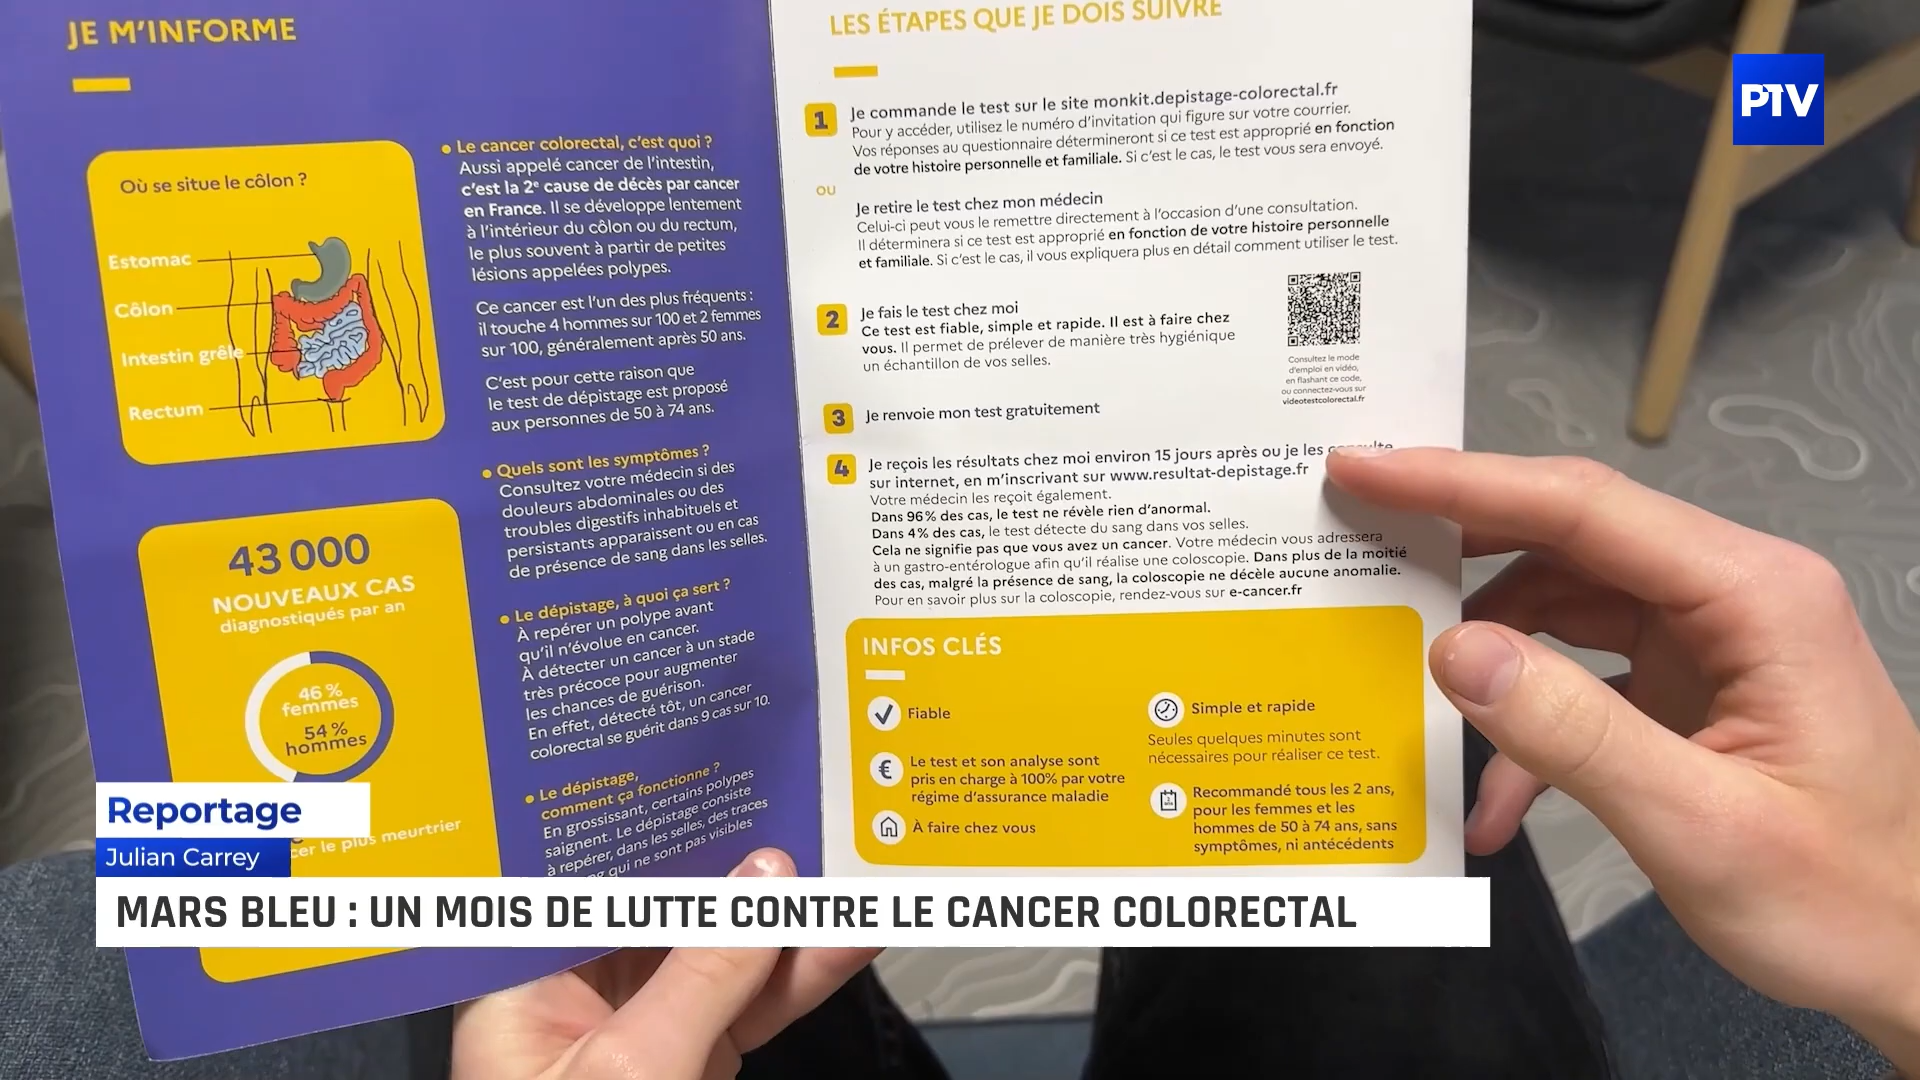 JE M'INFORME
Où se situe le côlon ?
Estomac
Côlon
Intestin grêle
Rectum
43 000
NOUVEAUX CAS
diagnostiqués par an
46 %
femmes
54 %
hommes
cer le plus meurtrier
• Le cancer colorectal, c'est quoi ?
Aussi appelé cancer de l'intestin,
c'est la 2e cause de décès par cancer
en France. Il se développe lentement
à l'intérieur du côlon ou du rectum,
le plus souvent à partir de petites
lésions appelées polypes.
Ce cancer est l'un des plus fréquents :
il touche 4 hommes sur 100 et 2 femmes
sur 100, généralement après 50 ans.
C'est pour cette raison que
le test de dépistage est proposé
aux personnes de 50 à 74 ans.
• Quels sont les symptômes ?
Consultez votre médecin si des
douleurs abdominales ou des
troubles digestifs inhabituels et
persistants apparaissent ou en cas
de présence de sang dans les selles.
• Le dépistage, à quoi ça sert ?
À repérer un polype avant
qu'il n'évolue en cancer.
À détecter un cancer à un stade
très précoce pour augmenter
les chances de guérison.
En effet, détecté tôt, un cancer
colorectal se guérit dans 9 cas sur 10.
• Le dépistage,
comment ça fonctionne ?
En grossissant, certains polypes
saignent. Le dépistage consiste
à repérer, dans les selles, des traces
qui ne sont pas visibles
LES ÉTAPES QUE JE DOIS SUIVRE
1 Je commande le test sur le site monkit.depistage-colorectal.fr
Pour y accéder, utilisez le numéro d'invitation qui figure sur votre courrier.
Vos réponses au questionnaire détermineront si ce test est approprié en fonction
de votre histoire personnelle et familiale. Si c'est le cas, le test vous sera envoyé.
OU
Je retire le test chez mon médecin
Celui-ci peut vous le remettre directement à l'occasion d'une consultation.
Il déterminera si ce test est approprié en fonction de votre histoire personnelle
et familiale. Si c'est le cas, il vous expliquera plus en détail comment utiliser le test.
2 Je fais le test chez moi
Ce test est fiable, simple et rapide. Il est à faire chez
vous. Il permet de prélever de manière très hygiénique
un échantillon de vos selles.
Consultez le mode
d'emploi en vidéo,
en flashant ce code,
ou connectez-vous sur
videotestcolorectal.fr
3 Je renvoie mon test gratuitement
4 Je reçois les résultats chez moi environ 15 jours après ou je les consulte
sur internet, en m'inscrivant sur www.resultat-depistage.fr
Votre médecin les reçoit également.
Dans 96 % des cas, le test ne révèle rien d'anormal.
Dans 4 % des cas, le test détecte du sang dans vos selles.
Cela ne signifie pas que vous avez un cancer. Votre médecin vous adressera
à un gastro-entérologue afin qu'il réalise une coloscopie. Dans plus de la moitié
des cas, malgré la présence de sang, la coloscopie ne décèle aucune anomalie.
Pour en savoir plus sur la coloscopie, rendez-vous sur e-cancer.fr
INFOS CLÉS
Fiable
€ Le test et son analyse sont
pris en charge à 100% par votre
régime d'assurance maladie
À faire chez vous
Simple et rapide
Seules quelques minutes sont
nécessaires pour réaliser ce test.
Recommandé tous les 2 ans,
pour les femmes et les
hommes de 50 à 74 ans, sans
symptômes, ni antécédents
PTV
Reportage
Julian Carrey
MARS BLEU : UN MOIS DE LUTTE CONTRE LE CANCER COLORECTAL